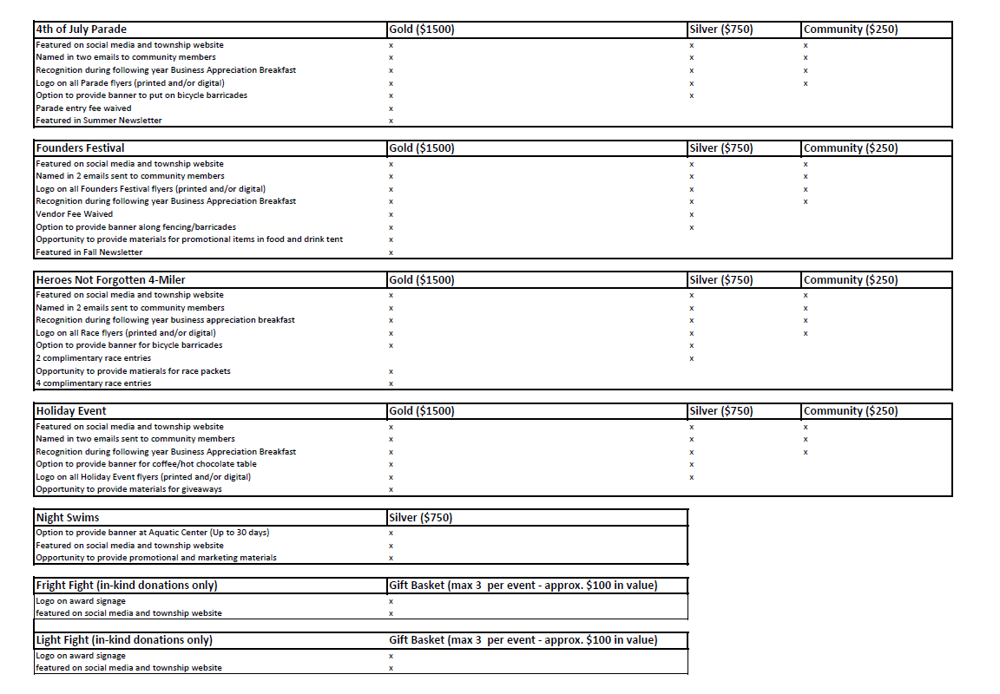 4th of July Parade Gold ($1500) Silver ($750) Community ($250)
Featured on social media and township website x x x
Named in two emails to community members x x x
Recognition during following year Business Appreciation Breakfast x x x
Logo on all Parade flyers (printed and/or digital) x x x
Option to provide banner to put on bicycle barricades x x
Parade entry fee waived x
Featured in Summer Newsletter x
Founders Festival Gold ($1500) Silver ($750) Community ($250)
Featured on social media and township website x x x
Named in 2 emails sent to community members x x x
Logo on all Founders Festival flyers (printed and/or digital) x x x
Recognition during following year Business Appreciation Breakfast x x x
Vendor Fee Waived x x
Option to provide banner along fencing/barricades x x
Opportunity to provide materials for promotional items in food and drink tent x
Featured in Fall Newsletter x
Heroes Not Forgotten 4-Miler Gold ($1500) Silver ($750) Community ($250)
Featured on social media and township website x x x
Named in 2 emails sent to community members x x x
Recognition during following year business appreciation breakfast x x x
Logo on all Race flyers (printed and/or digital) x x x
Option to provide banner for bicycle barricades x x
2 complimentary race entries x
Opportunity to provide matierals for race packets x
4 complimentary race entries x
Holiday Event Gold ($1500) Silver ($750) Community ($250)
Featured on social media and township website x x x
Named in two emails sent to community members x x x
Recognition during following year Business Appreciation Breakfast x x x
Option to provide banner for coffee/hot chocolate table x x
Logo on all Holiday Event flyers (printed and/or digital) x x
Opportunity to provide materials for giveaways x
Night Swims Silver ($750)
Option to provide banner at Aquatic Center (Up to 30 days) x
Featured on social media and township website x
Opportunity to provide promotional and marketing materials x
Fright Fight (in-kind donations only) Gift Basket (max 3 per event - approx. $100 in value)
Logo on award signage x
featured on social media and township website x
Light Fight (in-kind donations only) Gift Basket (max 3 per event - approx. $100 in value)
Logo on award signage x
featured on social media and township website x